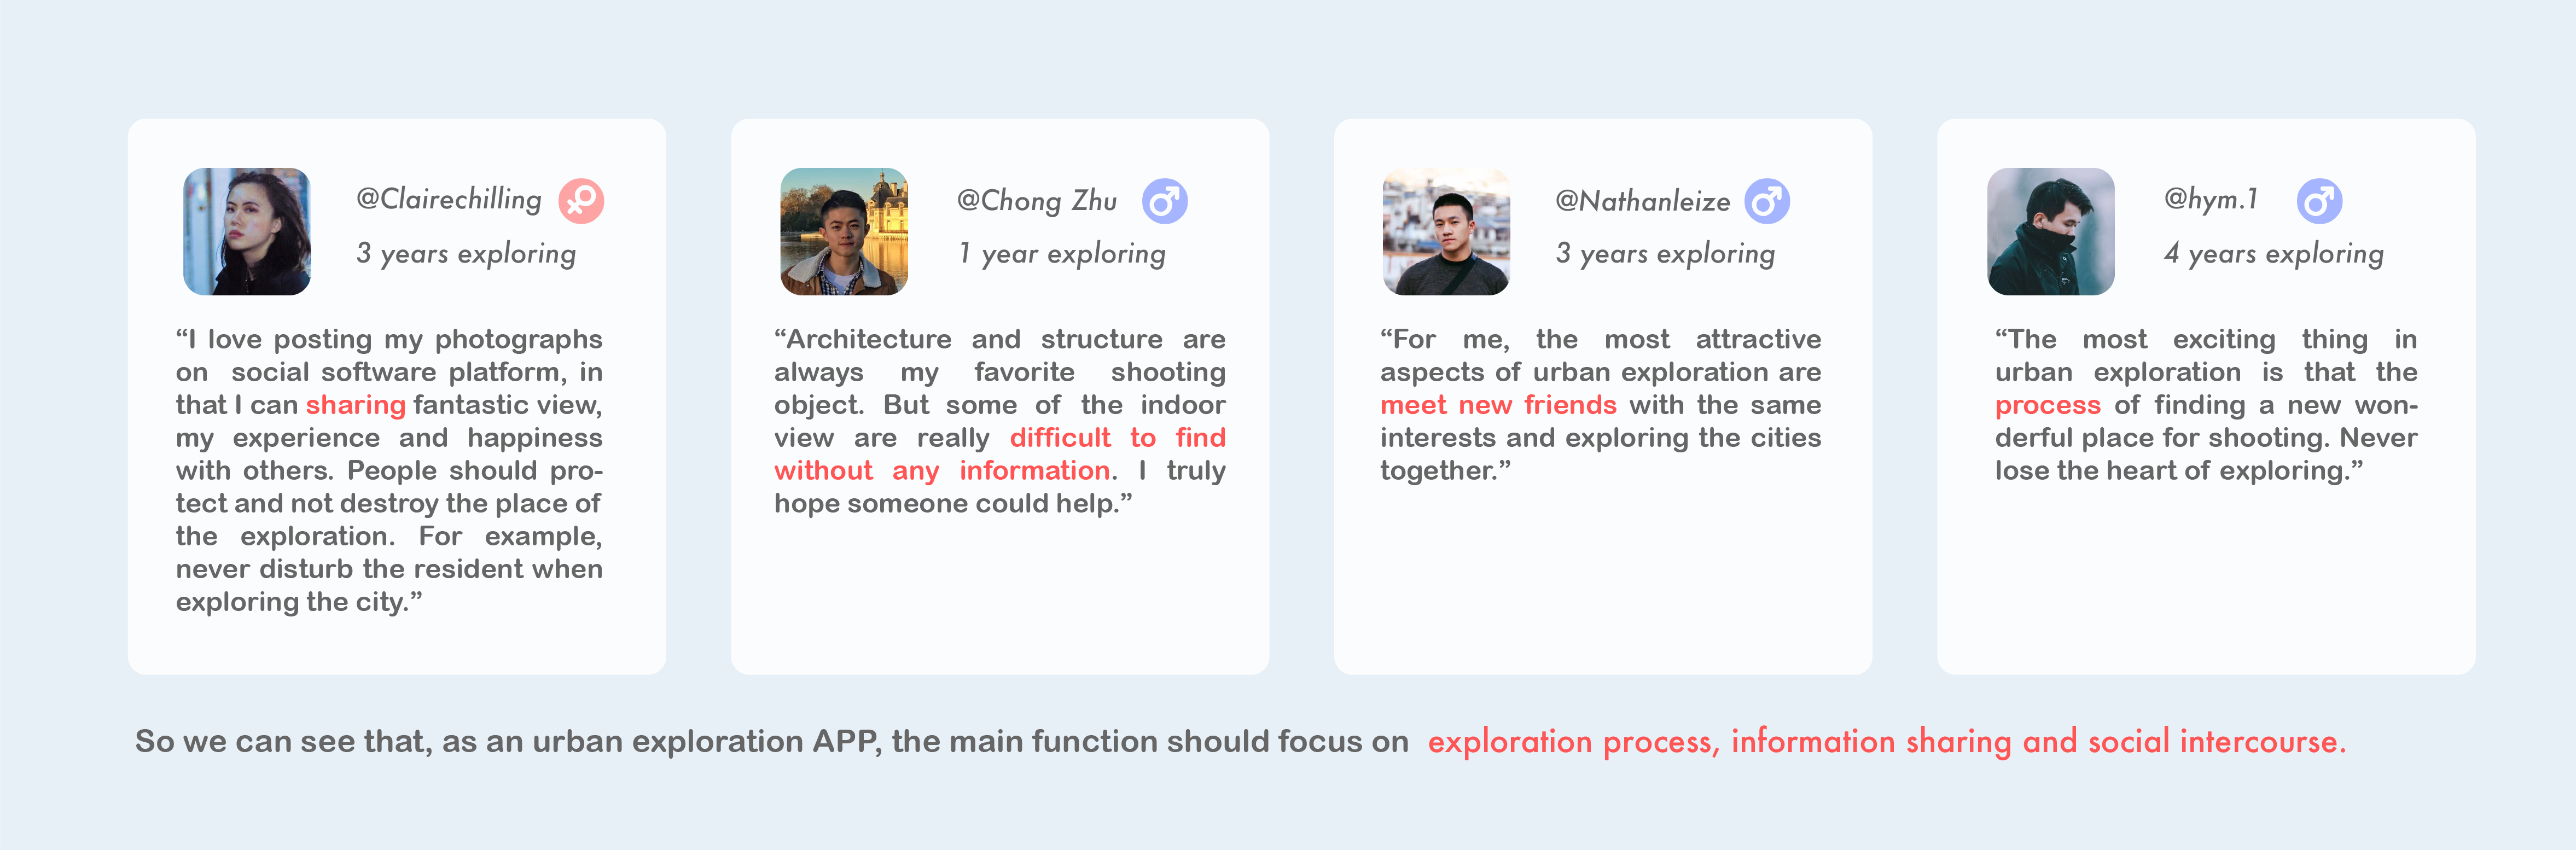 @Clairechilling
3 years exploring
“I love posting my photographs
on social software platform, in
that I can sharing fantastic view,
my experience and happiness
with others. People should pro-
tect and not destroy the place of
the exploration. For example,
never disturb the resident when
exploring the city.”
@Chong Zhu
1 year exploring
“Architecture and structure are
always my favorite shooting
object. But some of the indoor
view are really difficult to find
without any information. I truly
hope someone could help.”
@Nathanleize
3 years exploring
“For me, the most attractive
aspects of urban exploration are
meet new friends with the same
interests and exploring the cities
together.”
@hym.1
4 years exploring
“The most exciting thing in
urban exploration is that the
process of finding a new won-
derful place for shooting. Never
lose the heart of exploring.”
So we can see that, as an urban exploration APP, the main function should focus on exploration process, information sharing and social intercourse.